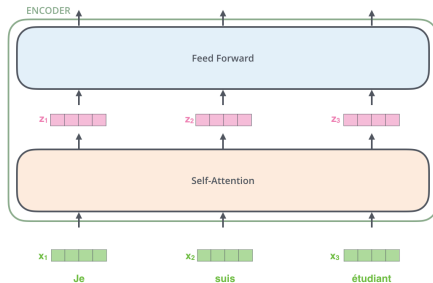 ENCODER
Feed Forward
z₁ z₂ z₃
Self-Attention
x₁ x₂ x₃
Je suis étudiant